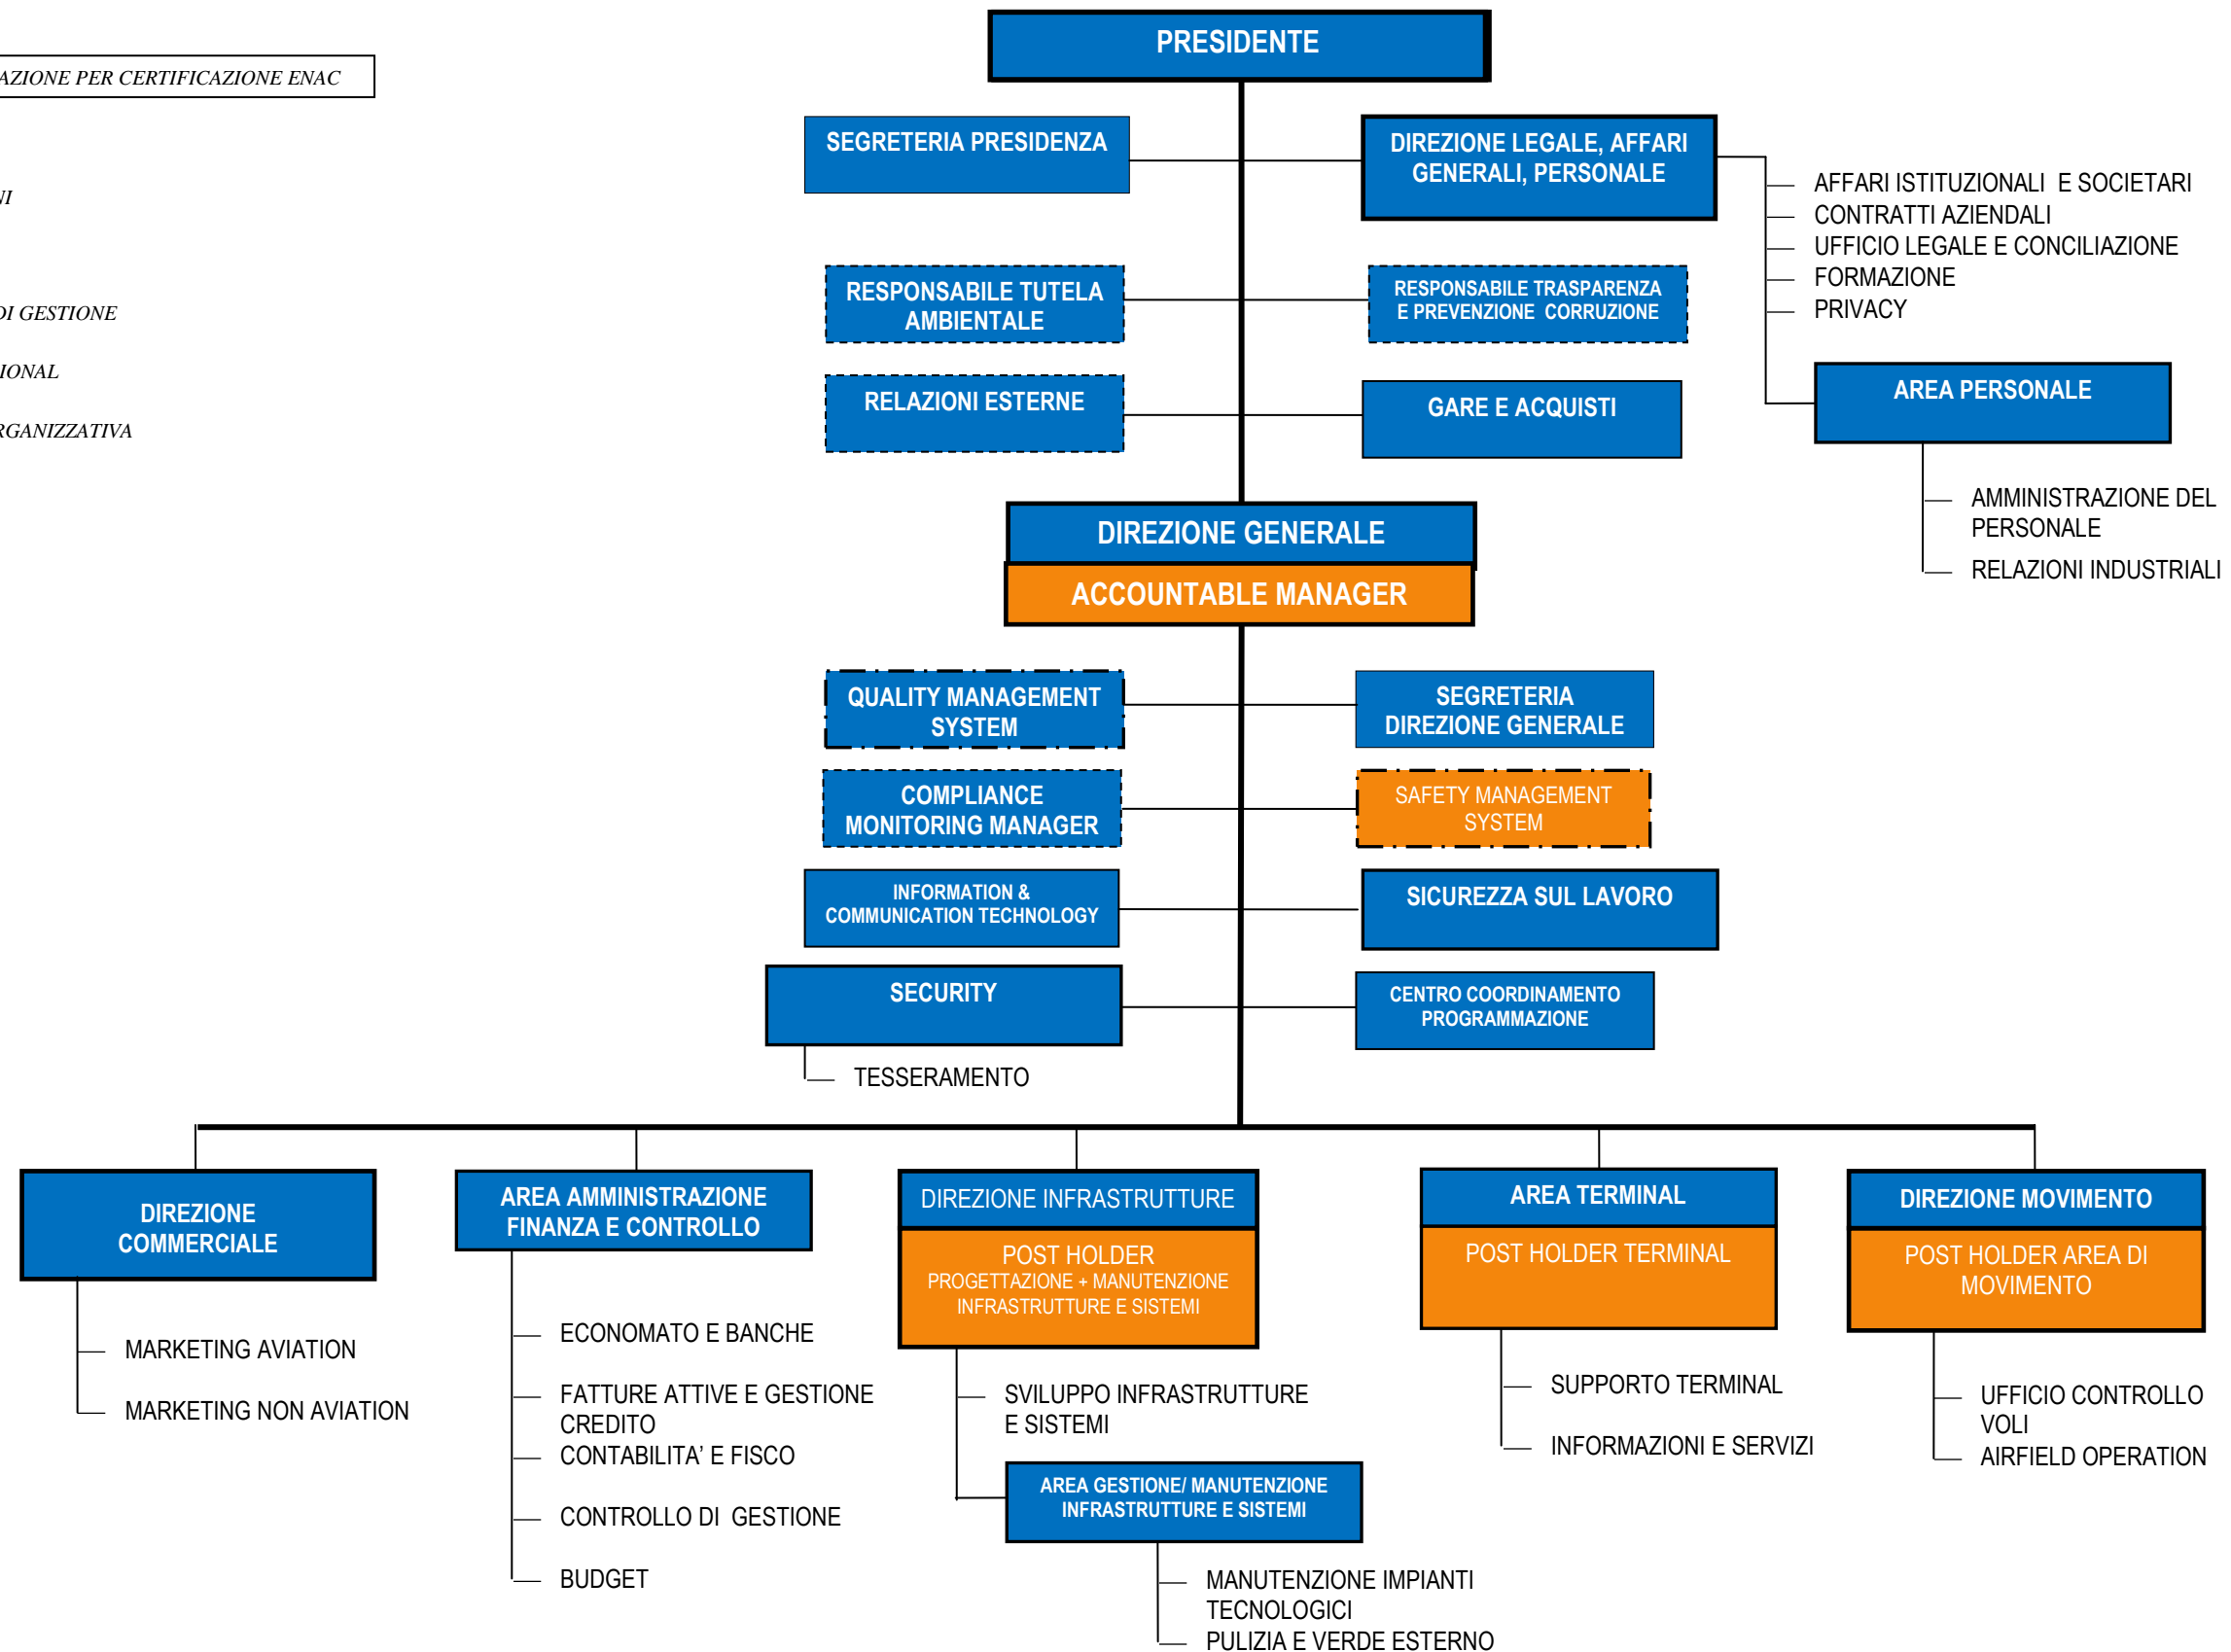 PRESIDENTE
AZIONE PER CERTIFICAZIONE ENAC
SEGRETERIA PRESIDENZA
DIREZIONE LEGALE, AFFARI
GENERALI, PERSONALE
AFFARI ISTITUZIONALI E SOCIETARI
CONTRATTI AZIENDALI
UFFICIO LEGALE E CONCILIAZIONE
FORMAZIONE
PRIVACY
NI
DI GESTIONE
IONAL
RGANIZZATIVA
RESPONSABILE TUTELA
AMBIENTALE
RESPONSABILE TRASPARENZA
E PREVENZIONE CORRUZIONE
RELAZIONI ESTERNE
GARE E ACQUISTI
AREA PERSONALE
AMMINISTRAZIONE DEL
PERSONALE
RELAZIONI INDUSTRIALI
DIREZIONE GENERALE
ACCOUNTABLE MANAGER
QUALITY MANAGEMENT
SYSTEM
SEGRETERIA
DIREZIONE GENERALE
COMPLIANCE
MONITORING MANAGER
SAFETY MANAGEMENT
SYSTEM
INFORMATION &
COMMUNICATION TECHNOLOGY
SICUREZZA SUL LAVORO
SECURITY
CENTRO COORDINAMENTO
PROGRAMMAZIONE
TESSERAMENTO
DIREZIONE
COMMERCIALE
MARKETING AVIATION
MARKETING NON AVIATION
AREA AMMINISTRAZIONE
FINANZA E CONTROLLO
ECONOMATO E BANCHE
FATTURE ATTIVE E GESTIONE
CREDITO
CONTABILITA’ E FISCO
CONTROLLO DI GESTIONE
BUDGET
DIREZIONE INFRASTRUTTURE
POST HOLDER
PROGETTAZIONE + MANUTENZIONE
INFRASTRUTTURE E SISTEMI
SVILUPPO INFRASTRUTTURE
E SISTEMI
AREA GESTIONE/ MANUTENZIONE
INFRASTRUTTURE E SISTEMI
MANUTENZIONE IMPIANTI
TECNOLOGICI
PULIZIA E VERDE ESTERNO
AREA TERMINAL
POST HOLDER TERMINAL
SUPPORTO TERMINAL
INFORMAZIONI E SERVIZI
DIREZIONE MOVIMENTO
POST HOLDER AREA DI
MOVIMENTO
UFFICIO CONTROLLO
VOLI
AIRFIELD OPERATION